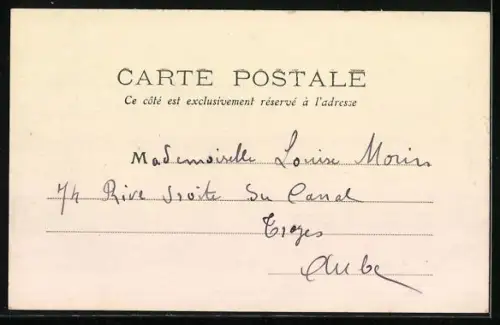 CARTE POSTALE
Ce côté est exclusivement réservé à l'adresse
Mademoiselle Louise Morin
74 Rive droite du Canal
Troyes
Aube